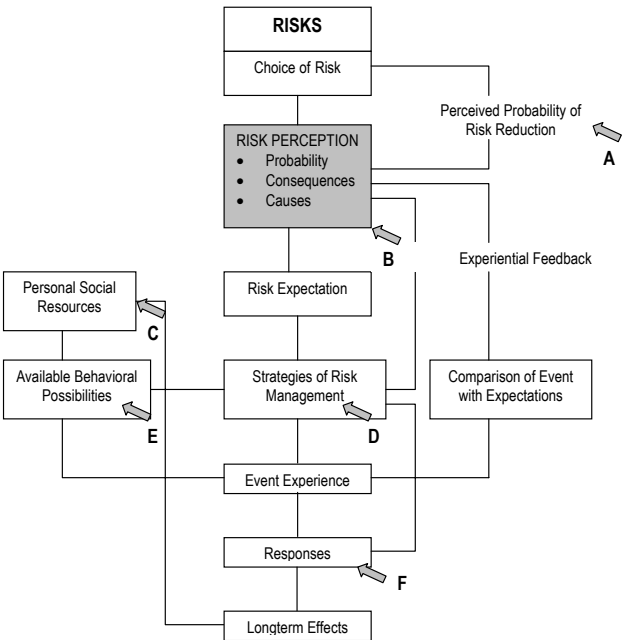 RISKS
Choice of Risk
Perceived Probability of
Risk Reduction
A
RISK PERCEPTION
• Probability
• Consequences
• Causes
B
Experiential Feedback
Personal Social
Resources
C
Risk Expectation
Available Behavioral
Possibilities
E
Strategies of Risk
Management
D
Comparison of Event
with Expectations
Event Experience
Responses
F
Longterm Effects